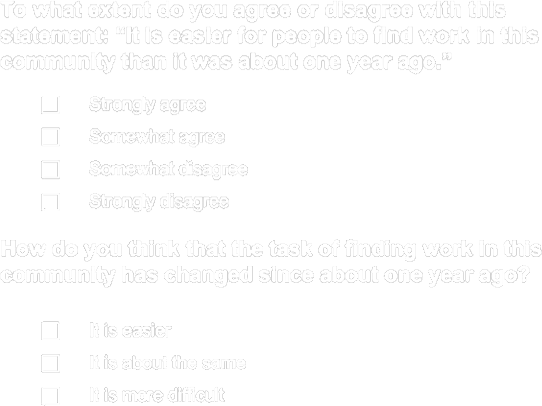 To what extent do you agree or disagree with this
statement: "It is easier for people to find work in this
community than it was about one year ago."
Strongly agree
Somewhat agree
Somewhat disagree
Strongly disagree
How do you think that the task of finding work in this
community has changed since about one year ago?
It is easier
It is about the same
It is more difficult